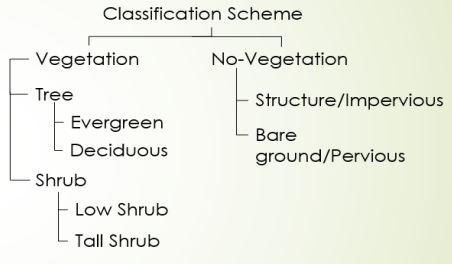 Classification Scheme
Vegetation
Tree
Evergreen
Deciduous
Shrub
Low Shrub
Tall Shrub
No-Vegetation
Structure/Impervious
Bare
ground/Pervious